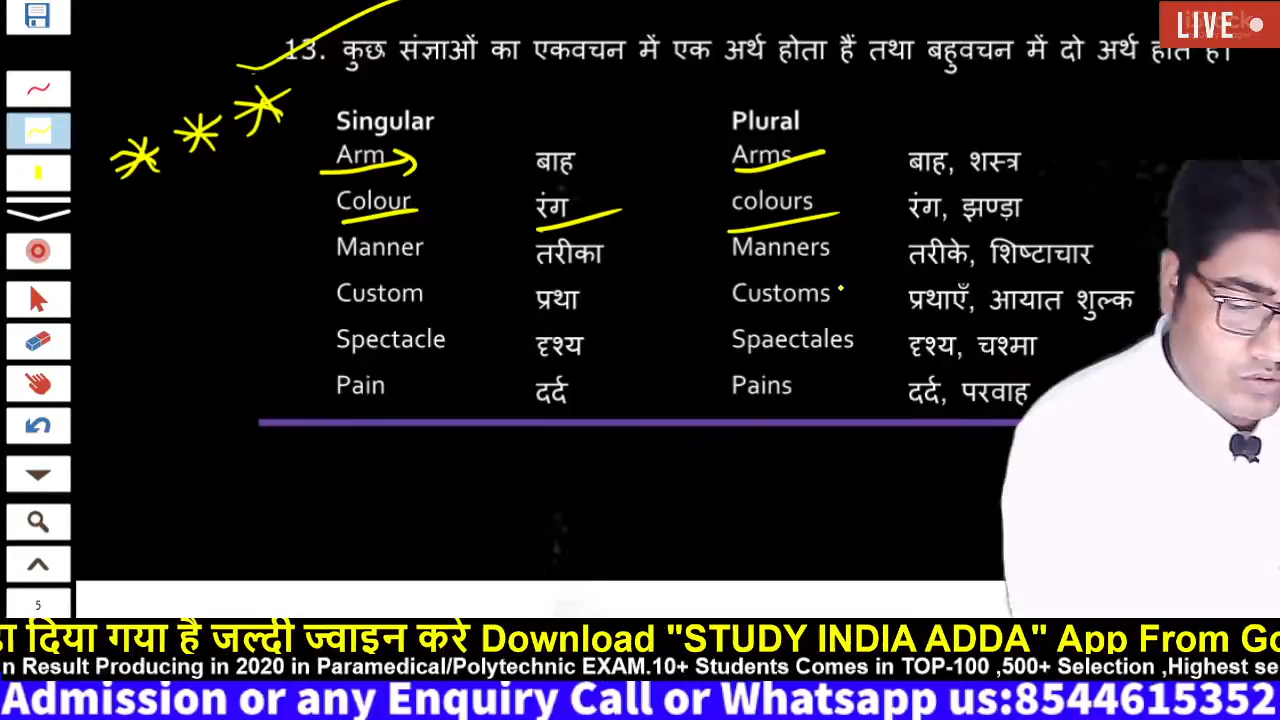 LIVE
13. कुछ संज्ञाओं का एकवचन में एक अर्थ होता हैं तथा बहुवचन में दो अर्थ होते है।
Singular Plural
Arm बाह Arms बाह, शस्त्र
Colour रंग colours रंग, झण्ड़ा
Manner तरीका Manners तरीके, शिष्टाचार
Custom प्रथा Customs प्रथाएँ, आयात शुल्क
Spectacle दृश्य Spaectales दृश्य, चश्मा
Pain दर्द Pains दर्द, परवाह
5
दिया गया है जल्दी ज्वाइन करे Download "STUDY INDIA ADDA" App From
n Result Producing in 2020 in Paramedical/Polytechnic EXAM.10+ Students Comes in TOP-100 ,500+ Selection ,Highest se
Admission or any Enquiry Call or Whatsapp us:8544615352